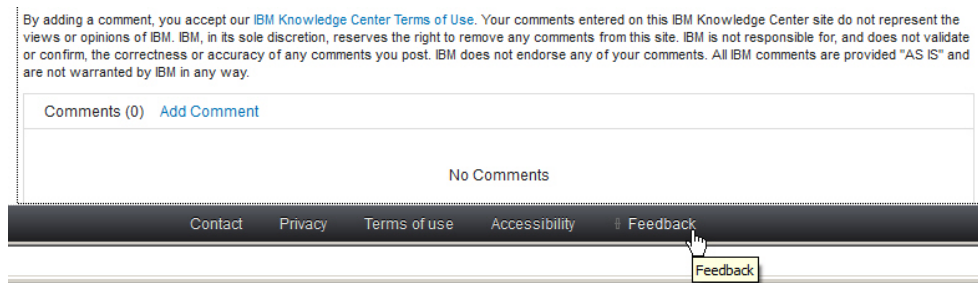 By adding a comment, you accept our IBM Knowledge Center Terms of Use. Your comments entered on this IBM Knowledge Center site do not represent the
views or opinions of IBM. IBM, in its sole discretion, reserves the right to remove any comments from this site. IBM is not responsible for, and does not validate
or confirm, the correctness or accuracy of any comments you post. IBM does not endorse any of your comments. All IBM comments are provided "AS IS" and
are not warranted by IBM in any way.
Comments (0) Add Comment
No Comments
Contact Privacy Terms of use Accessibility Feedback
Feedback